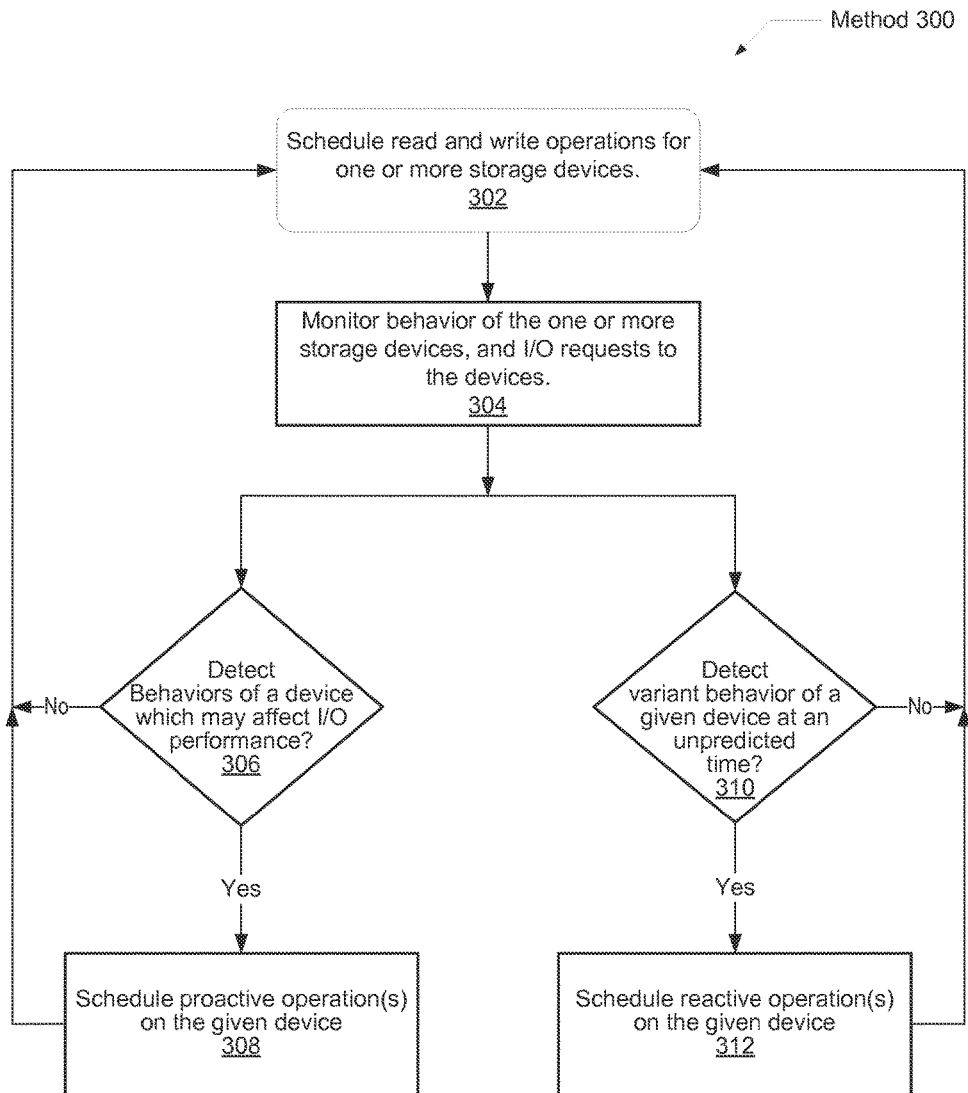 Method 300
Schedule read and write operations for
one or more storage devices.
302
Monitor behavior of the one or more
storage devices, and I/O requests to
the devices.
304
Detect
Behaviors of a device
which may affect I/O
performance?
306
No
Yes
Detect
variant behavior of a
given device at an
unpredicted
time?
310
No
Yes
Schedule proactive operation(s)
on the given device
308
Schedule reactive operation(s)
on the given device
312